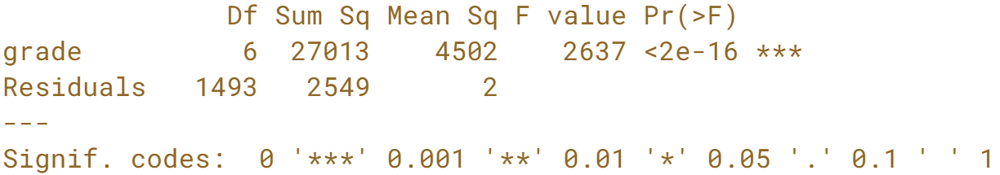 Df Sum Sq Mean Sq F value Pr(>F)
grade          6  27013    4502    2637 <2e-16 ***
Residuals   1493   2549       2
---
Signif. codes:  0 '***' 0.001 '**' 0.01 '*' 0.05 '.' 0.1 ' ' 1